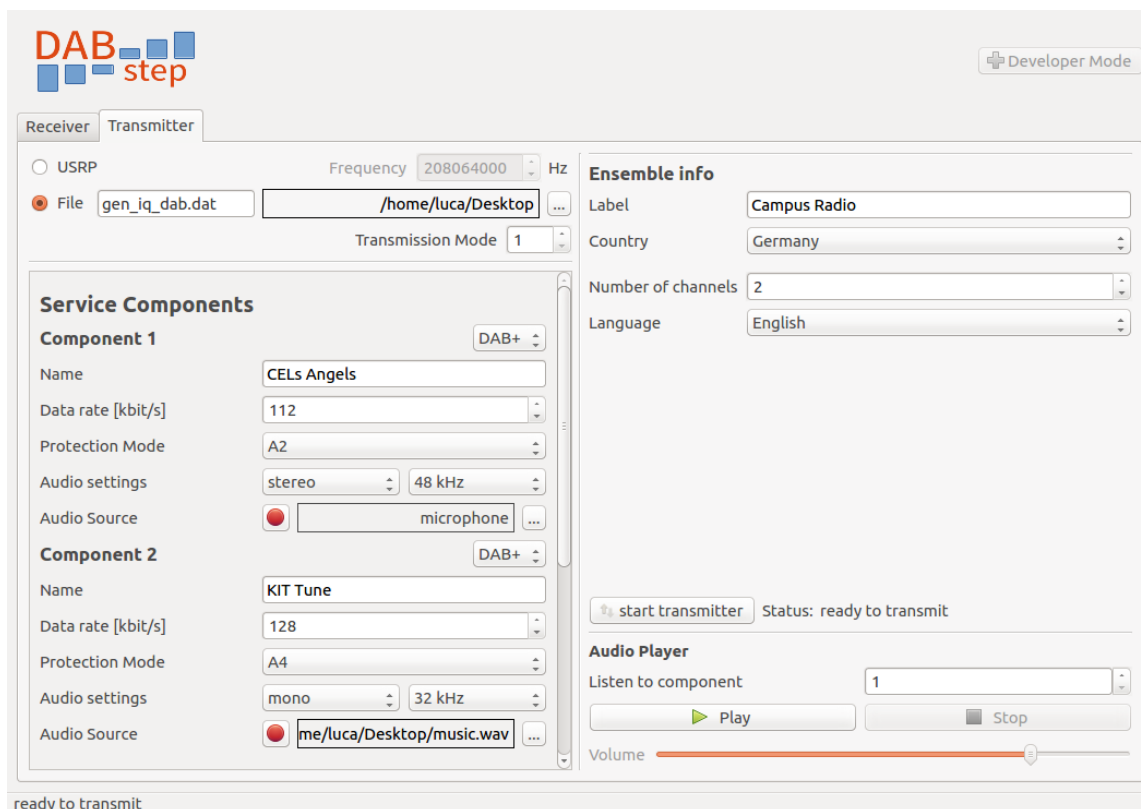 DAB
step
Developer Mode
Receiver Transmitter
USRP Frequency 208064000 Hz
File gen_iq_dab.dat /home/luca/Desktop ...
Transmission Mode 1
Service Components
Component 1 DAB+
Name CELs Angels
Data rate [kbit/s] 112
Protection Mode A2
Audio settings stereo 48 kHz
Audio Source microphone ...
Component 2 DAB+
Name KIT Tune
Data rate [kbit/s] 128
Protection Mode A4
Audio settings mono 32 kHz
Audio Source me/luca/Desktop/music.wav ...
Ensemble info
Label Campus Radio
Country Germany
Number of channels 2
Language English
start transmitter Status: ready to transmit
Audio Player
Listen to component 1
Play Stop
Volume
ready to transmit